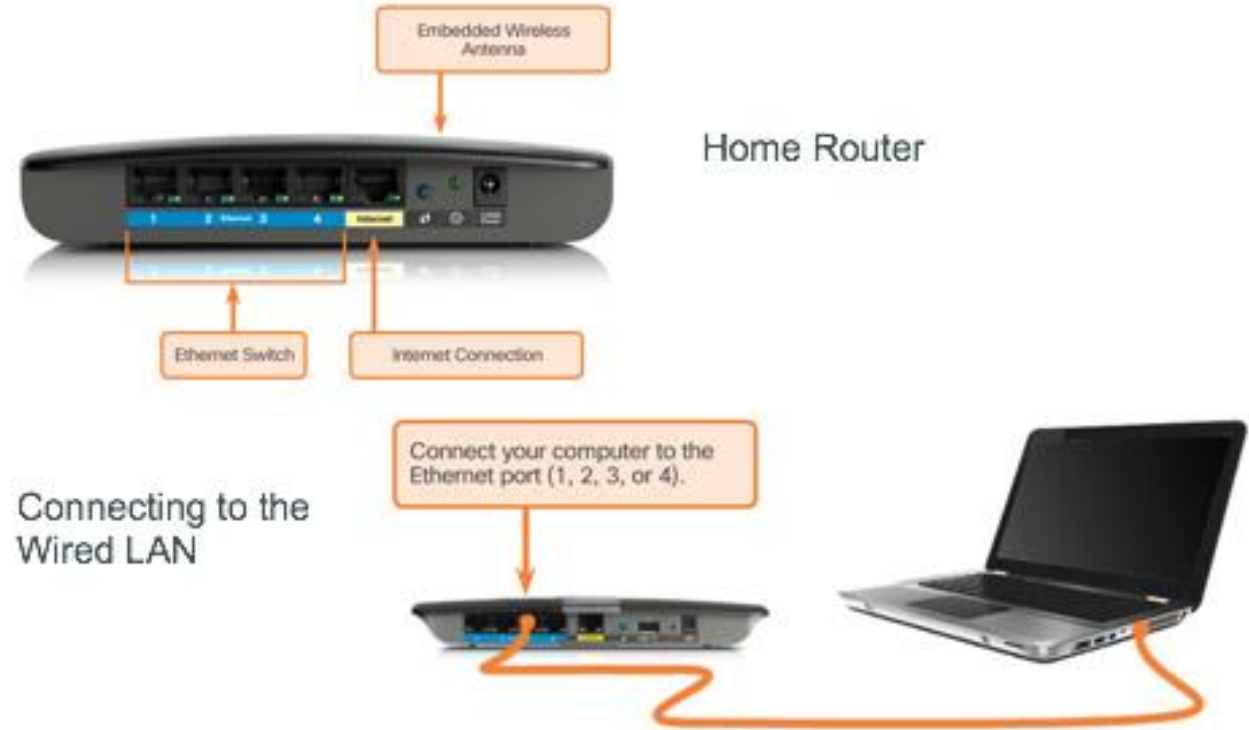 Embedded Wireless
Antenna
Home Router
1 2 Ethernet 3 4 Internet
Ethernet Switch
Internet Connection
Connect your computer to the
Ethernet port (1, 2, 3, or 4).
Connecting to the
Wired LAN